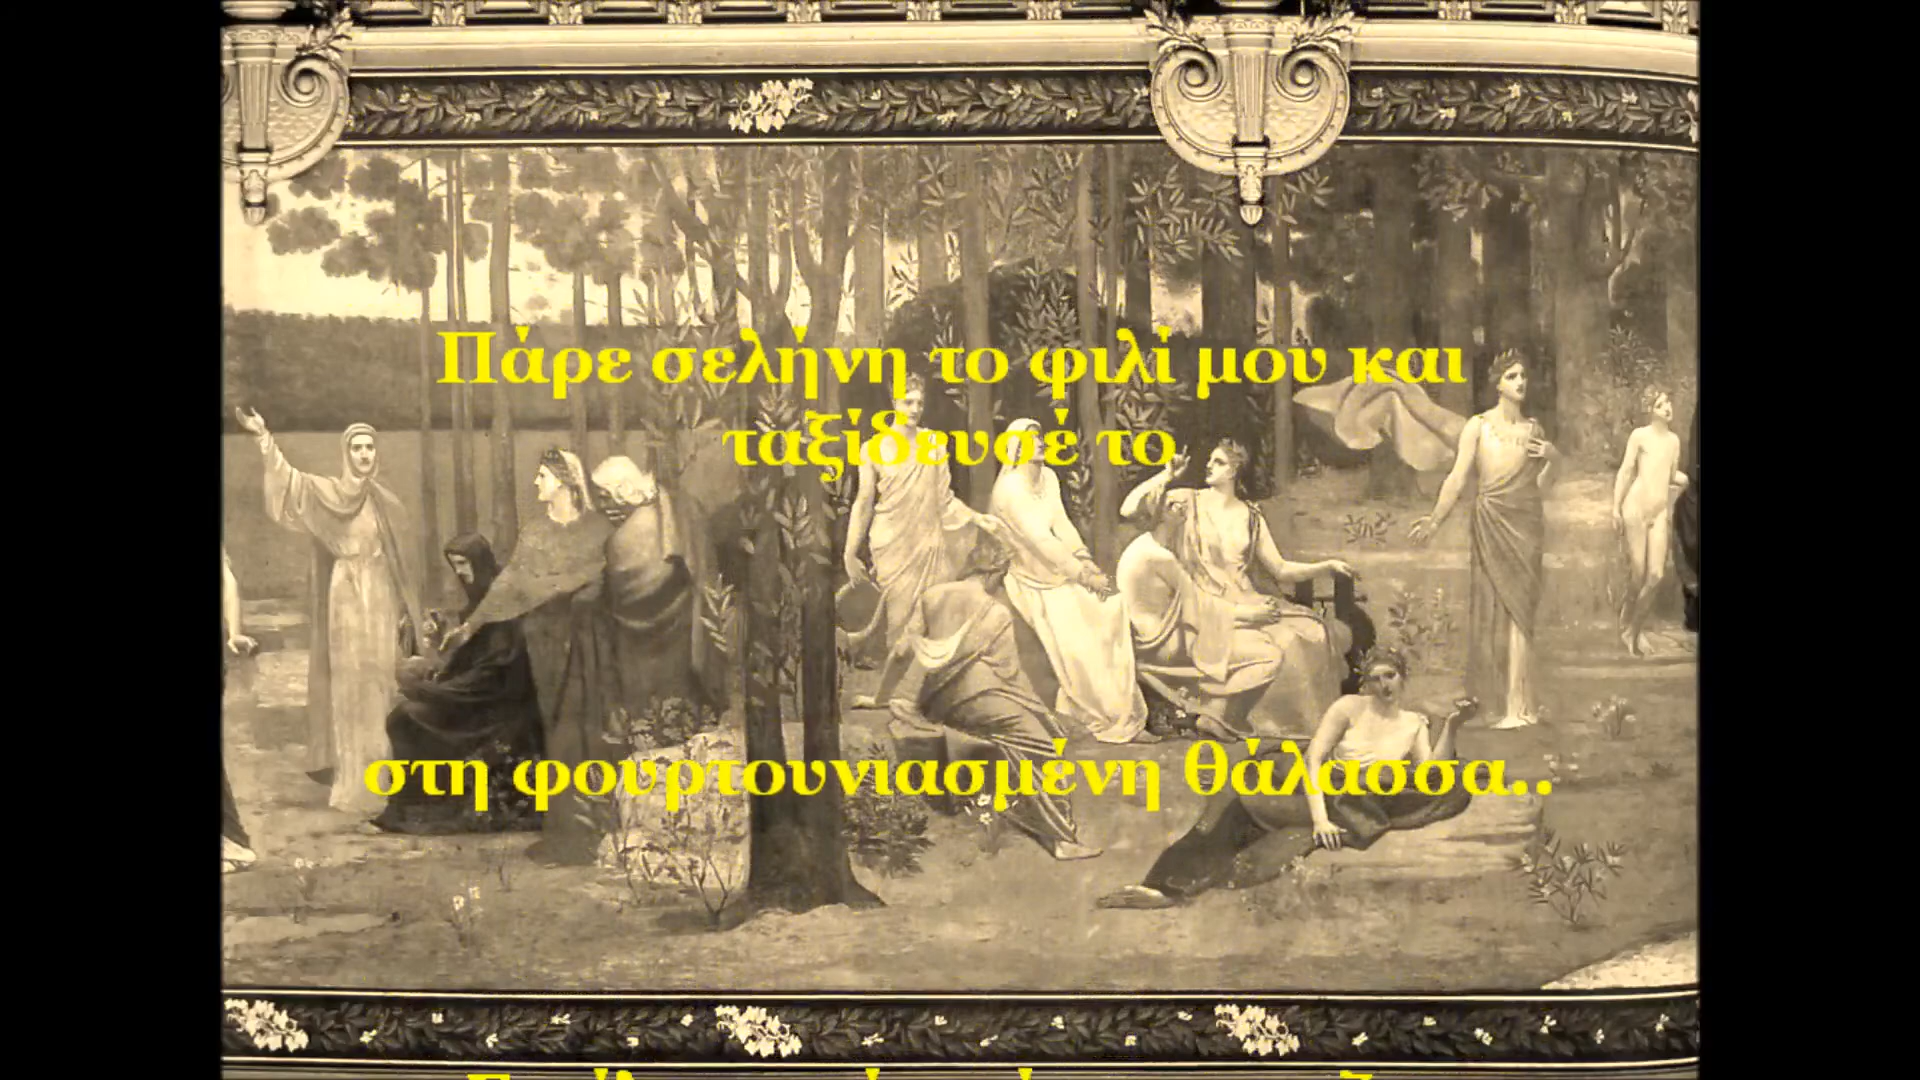 Πάρε σελήνη το φιλί μου και
ταξίδευσέ το
στη φουρτουνιασμένη θάλασσα..